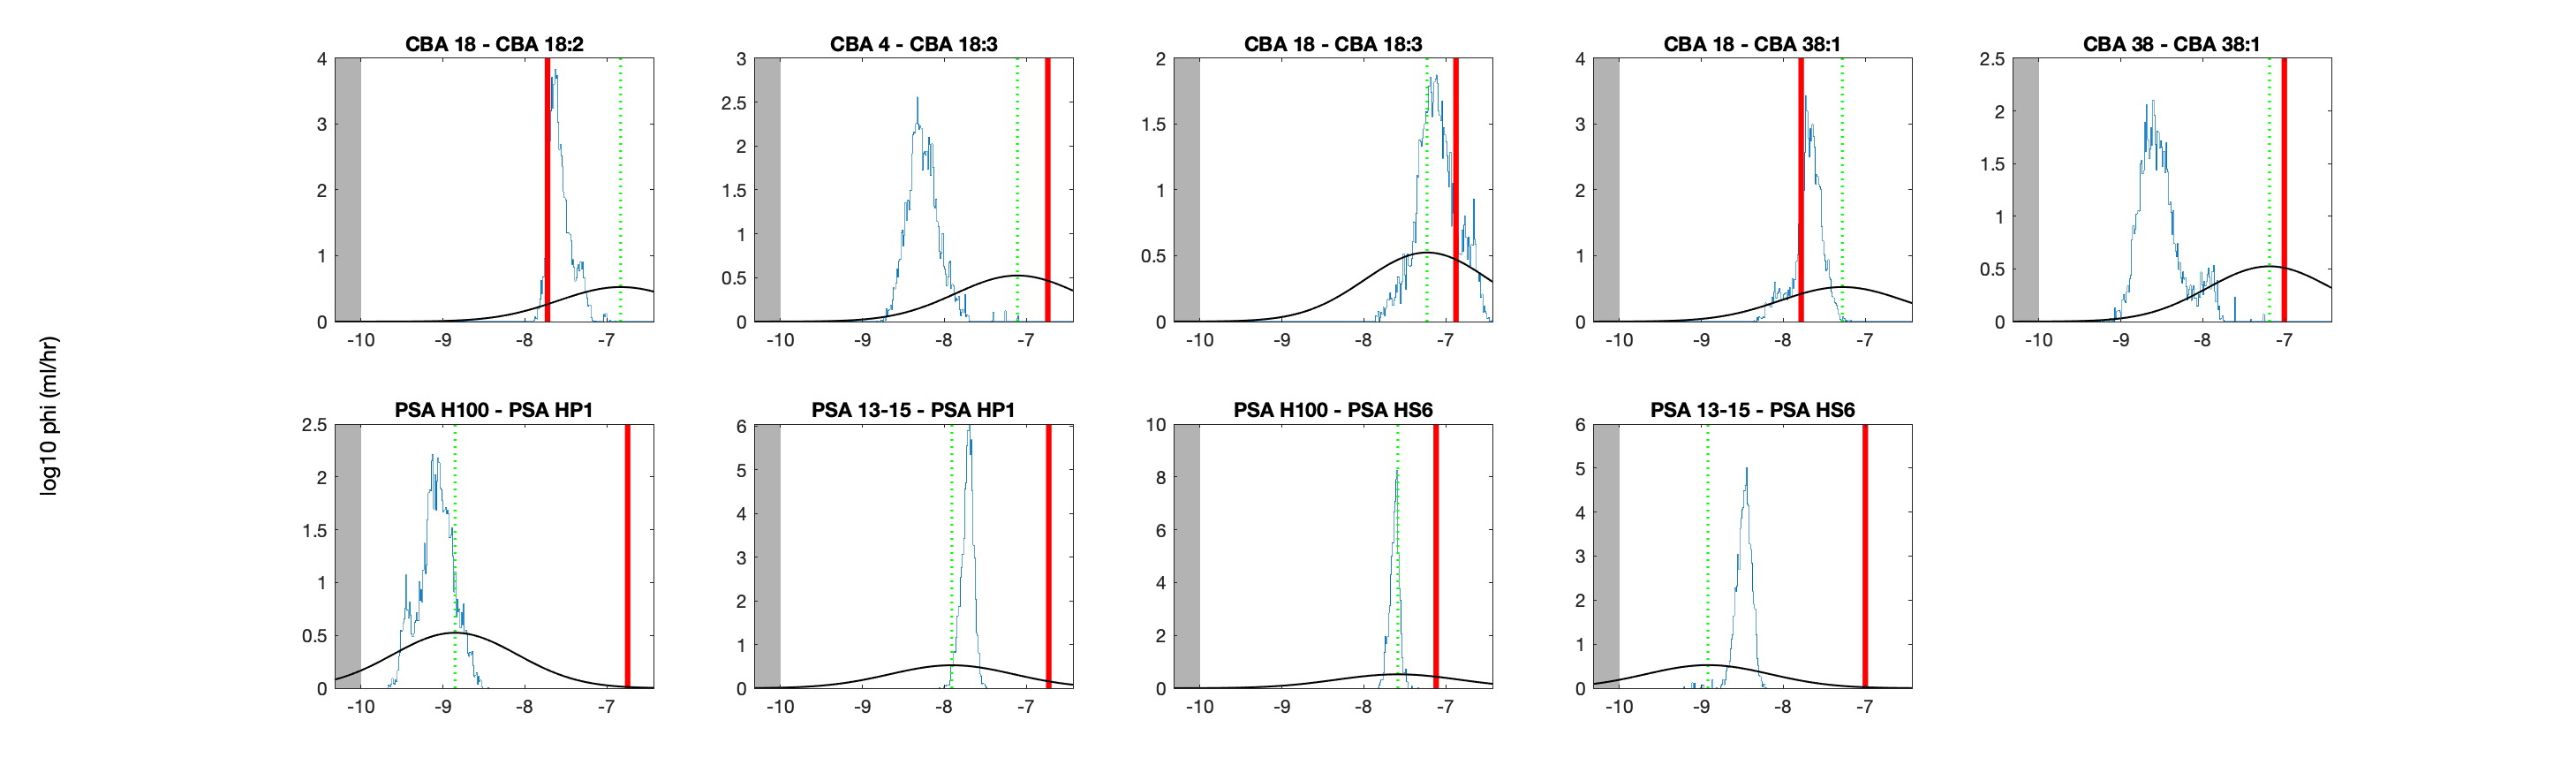 CBA 18 - CBA 18:2
CBA 4 - CBA 18:3
CBA 18 - CBA 18:3
CBA 18 - CBA 38:1
CBA 38 - CBA 38:1
4
3
2
1
0
-10 -9 -8 -7
3
2.5
2
1.5
1
0.5
0
-10 -9 -8 -7
2
1.5
1
0.5
0
-10 -9 -8 -7
4
3
2
1
0
-10 -9 -8 -7
2.5
2
1.5
1
0.5
0
-10 -9 -8 -7
log10 phi (ml/hr)
PSA H100 - PSA HP1
PSA 13-15 - PSA HP1
PSA H100 - PSA HS6
PSA 13-15 - PSA HS6
2.5
2
1.5
1
0.5
0
-10 -9 -8 -7
6
5
4
3
2
1
0
-10 -9 -8 -7
10
8
6
4
2
0
-10 -9 -8 -7
6
5
4
3
2
1
0
-10 -9 -8 -7